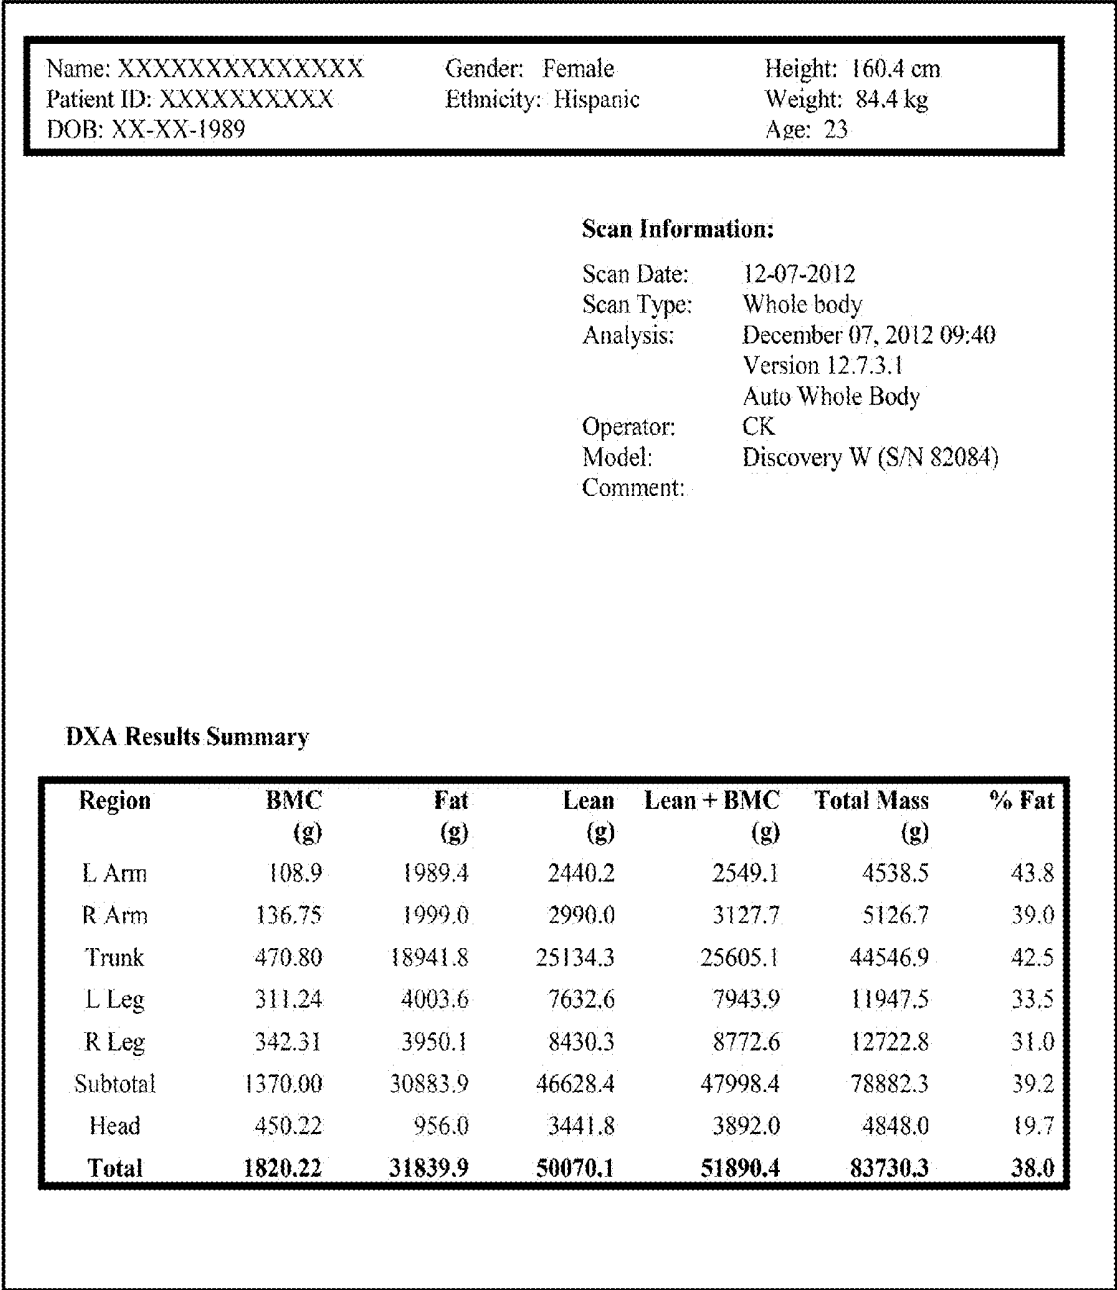 Name: XXXXXXXXXXXXXX Gender: Female Height: 160.4 cm
Patient ID: XXXXXXXXXX Ethnicity: Hispanic Weight: 84.4 kg
DOB: XX-XX-1989 Age: 23
Scan Information:
Scan Date: 12-07-2012
Scan Type: Whole body
Analysis: December 07, 2012 09:40
Version 12.7.3.1
Auto Whole Body
Operator: CK
Model: Discovery W (S/N 82084)
Comment:
DXA Results Summary
Region BMC Fat Lean Lean + BMC Total Mass % Fat
(g) (g) (g) (g) (g)
L Arm 108.9 1989.4 2440.2 2549.1 4538.5 43.8
R Arm 136.75 1999.0 2990.0 3127.7 5126.7 39.0
Trunk 470.80 18941.8 25134.3 25605.1 44546.9 42.5
L Leg 311.24 4003.6 7632.6 7943.9 11947.5 33.5
R Leg 342.31 3950.1 8430.3 8772.6 12722.8 31.0
Subtotal 1370.00 30883.9 46628.4 47998.4 78882.3 39.2
Head 450.22 956.0 3441.8 3892.0 4848.0 19.7
Total 1820.22 31839.9 50070.1 51890.4 83730.3 38.0